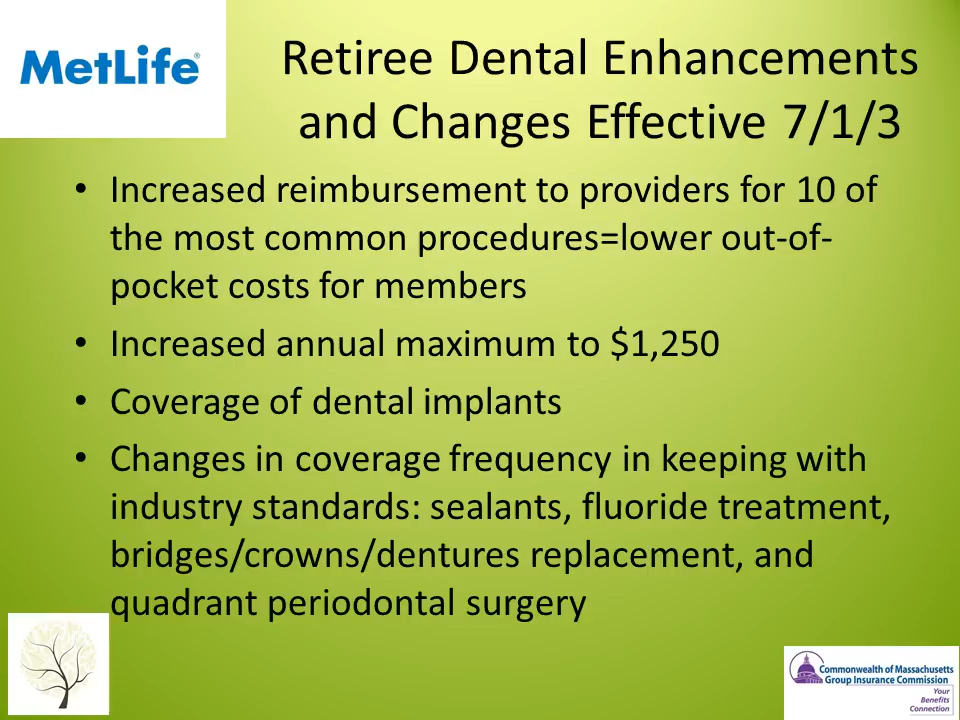 MetLife®
Retiree Dental Enhancements
and Changes Effective 7/1/3
• Increased reimbursement to providers for 10 of
the most common procedures=lower out-of-
pocket costs for members
• Increased annual maximum to $1,250
• Coverage of dental implants
• Changes in coverage frequency in keeping with
industry standards: sealants, fluoride treatment,
bridges/crowns/dentures replacement, and
quadrant periodontal surgery
Commonwealth of Massachusetts
Group Insurance Commission
Your
Benefits
Connection